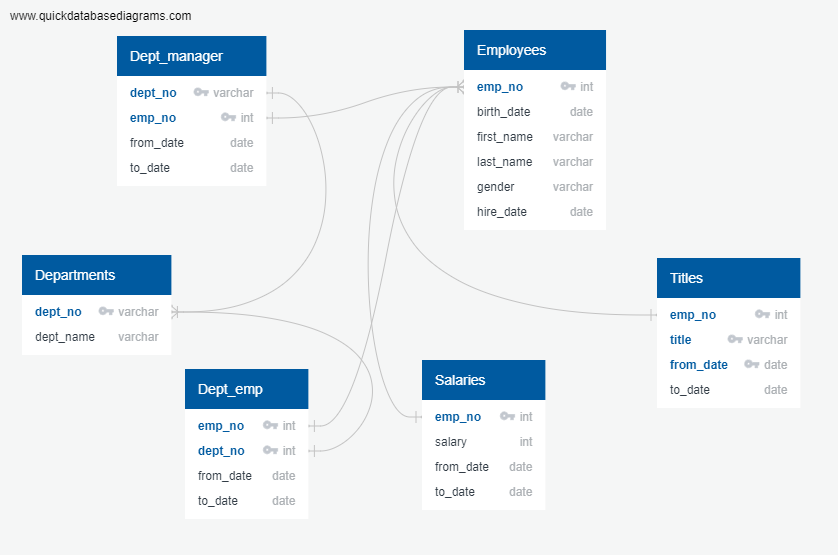 www.quickdatabasediagrams.com
Dept_manager
dept_no varchar
emp_no int
from_date date
to_date date
Employees
emp_no int
birth_date date
first_name varchar
last_name varchar
gender varchar
hire_date date
Departments
dept_no varchar
dept_name varchar
Titles
emp_no int
title varchar
from_date date
to_date date
Dept_emp
emp_no int
dept_no int
from_date date
to_date date
Salaries
emp_no int
salary int
from_date date
to_date date